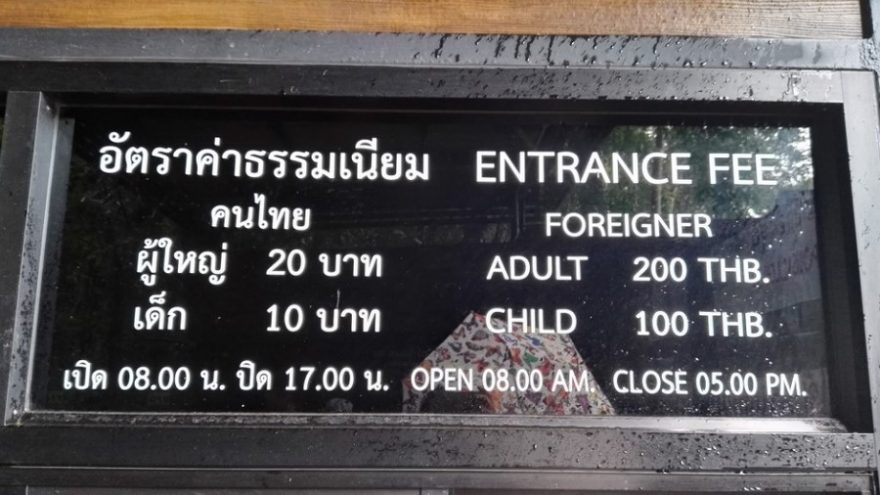 อัตราค่าธรรมเนียม ENTRANCE FEE
คนไทย FOREIGNER
ผู้ใหญ่ 20 บาท ADULT 200 THB.
เด็ก 10 บาท CHILD 100 THB.
เปิด 08.00 น. ปิด 17.00 น. OPEN 08.00 AM. CLOSE 05.00 PM.